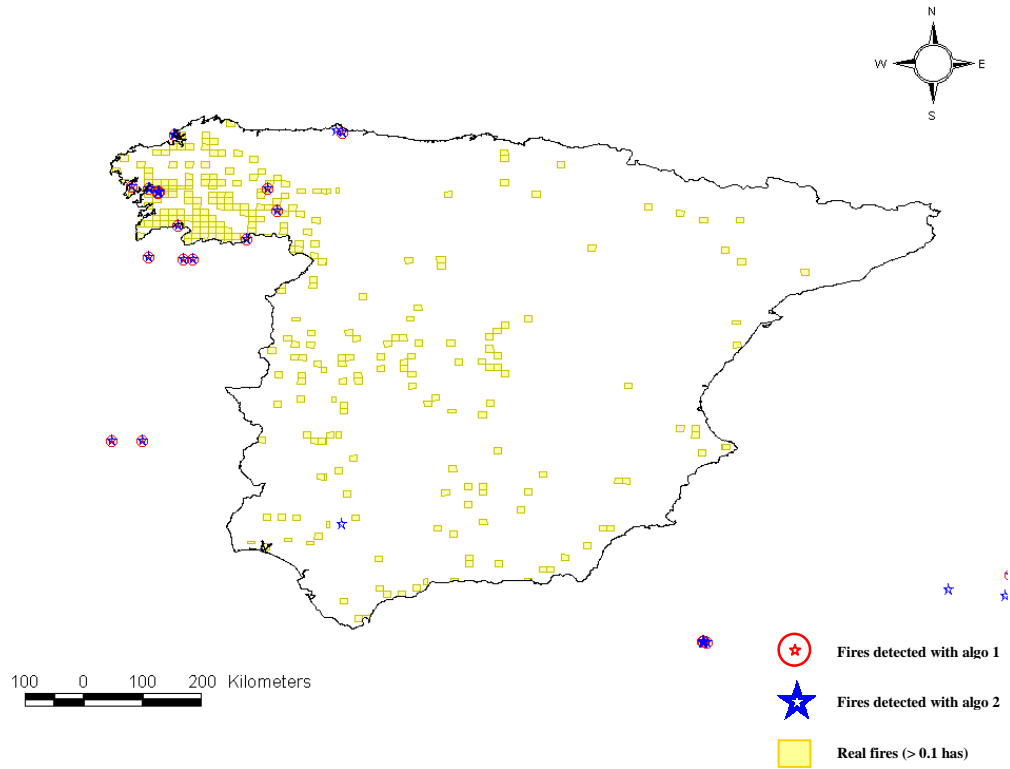 N
W E
S
100 0 100 200 Kilometers
Fires detected with algo 1
Fires detected with algo 2
Real fires (> 0.1 has)